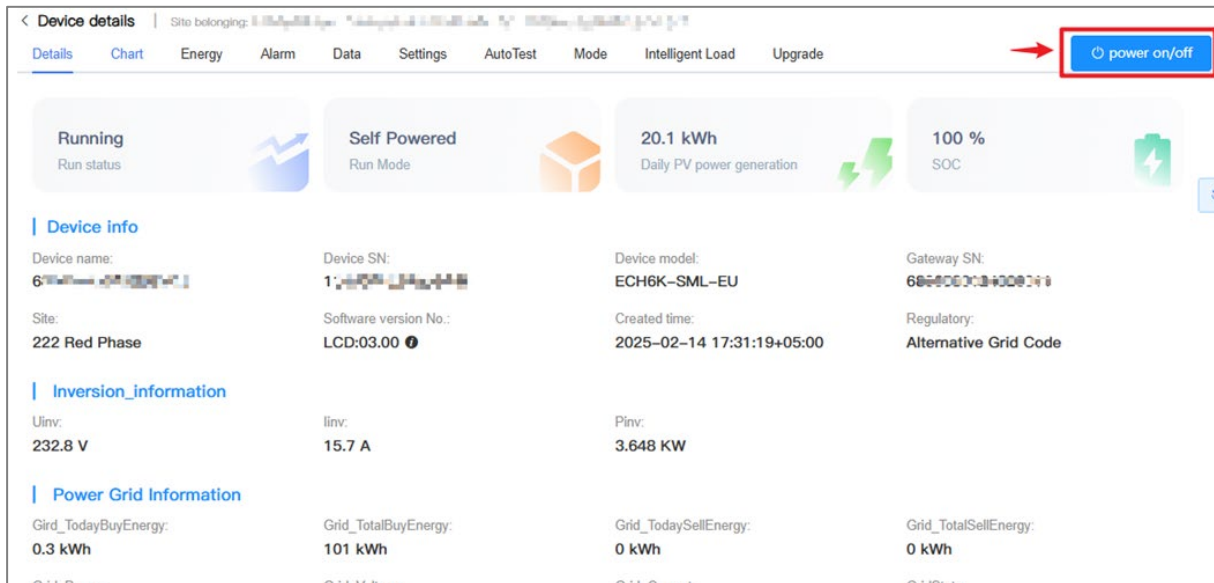 Device details | Site belonging:
Details Chart Energy Alarm Data Settings AutoTest Mode Intelligent Load Upgrade power on/off
Running Self Powered 20.1 kWh 100 %
Run status Run Mode Daily PV power generation SOC
Device info
Device name: Device SN: Device model: Gateway SN:
ECH6K-SML-EU
Site: Software version No.: Created time: Regulatory:
222 Red Phase LCD:03.00 2025-02-14 17:31:19+05:00 Alternative Grid Code
Inversion_information
Uinv: Iinv: Pinv:
232.8 V 15.7 A 3.648 KW
Power Grid Information
Gird_TodayBuyEnergy: Grid_TotalBuyEnergy: Grid_TodaySellEnergy: Grid_TotalSellEnergy:
0.3 kWh 101 kWh 0 kWh 0 kWh